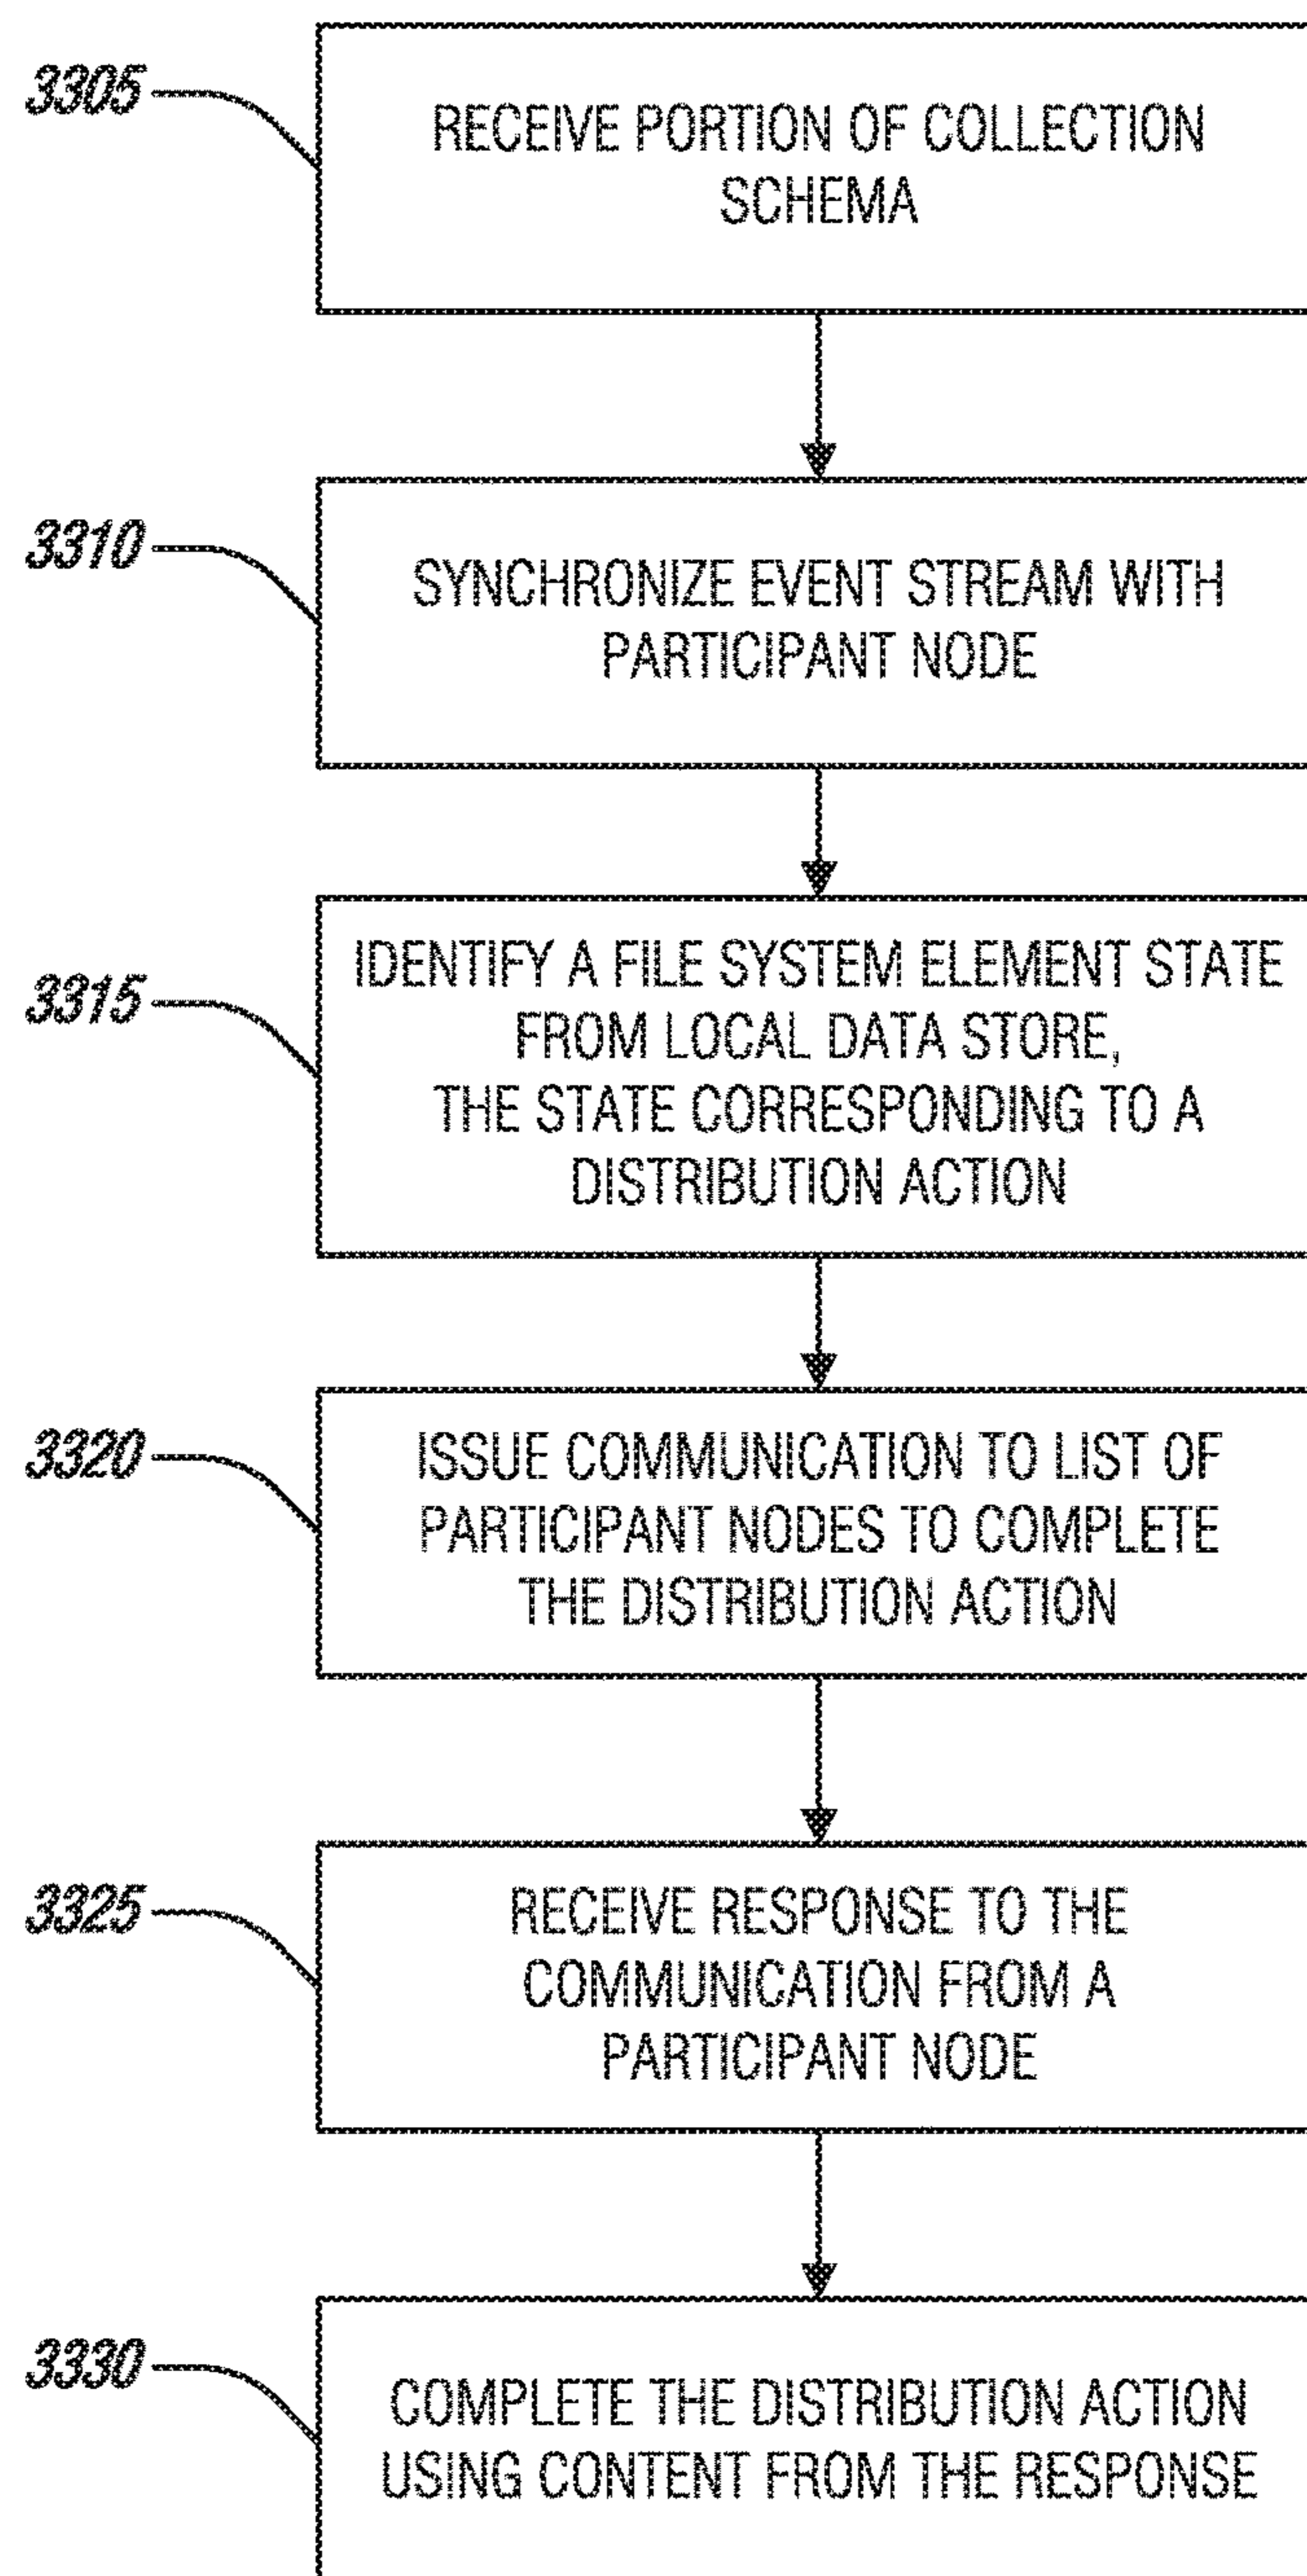 3305
RECEIVE PORTION OF COLLECTION
SCHEMA
3310
SYNCHRONIZE EVENT STREAM WITH
PARTICIPANT NODE
3315
IDENTIFY A FILE SYSTEM ELEMENT STATE
FROM LOCAL DATA STORE,
THE STATE CORRESPONDING TO A
DISTRIBUTION ACTION
3320
ISSUE COMMUNICATION TO LIST OF
PARTICIPANT NODES TO COMPLETE
THE DISTRIBUTION ACTION
3325
RECEIVE RESPONSE TO THE
COMMUNICATION FROM A
PARTICIPANT NODE
3330
COMPLETE THE DISTRIBUTION ACTION
USING CONTENT FROM THE RESPONSE